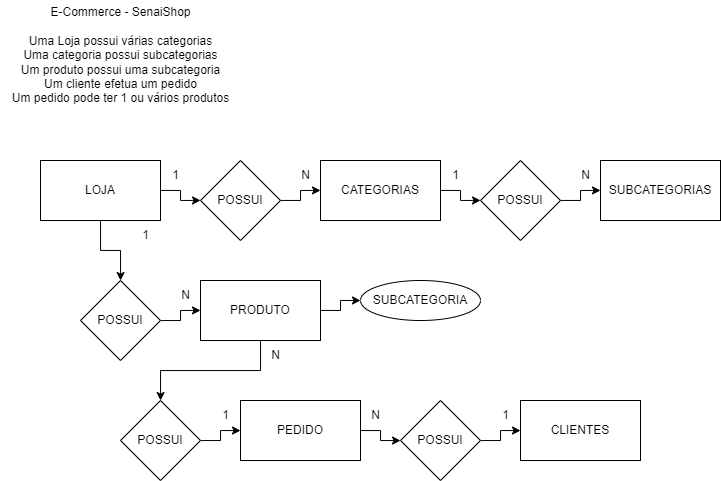 E-Commerce - SenaiShop
Uma Loja possui várias categorias
Uma categoria possui subcategorias
Um produto possui uma subcategoria
Um cliente efetua um pedido
Um pedido pode ter 1 ou vários produtos
LOJA
1
POSSUI
N
CATEGORIAS
1
POSSUI
N
SUBCATEGORIAS
1
POSSUI
N
PRODUTO
SUBCATEGORIA
N
POSSUI
1
PEDIDO
N
POSSUI
1
CLIENTES